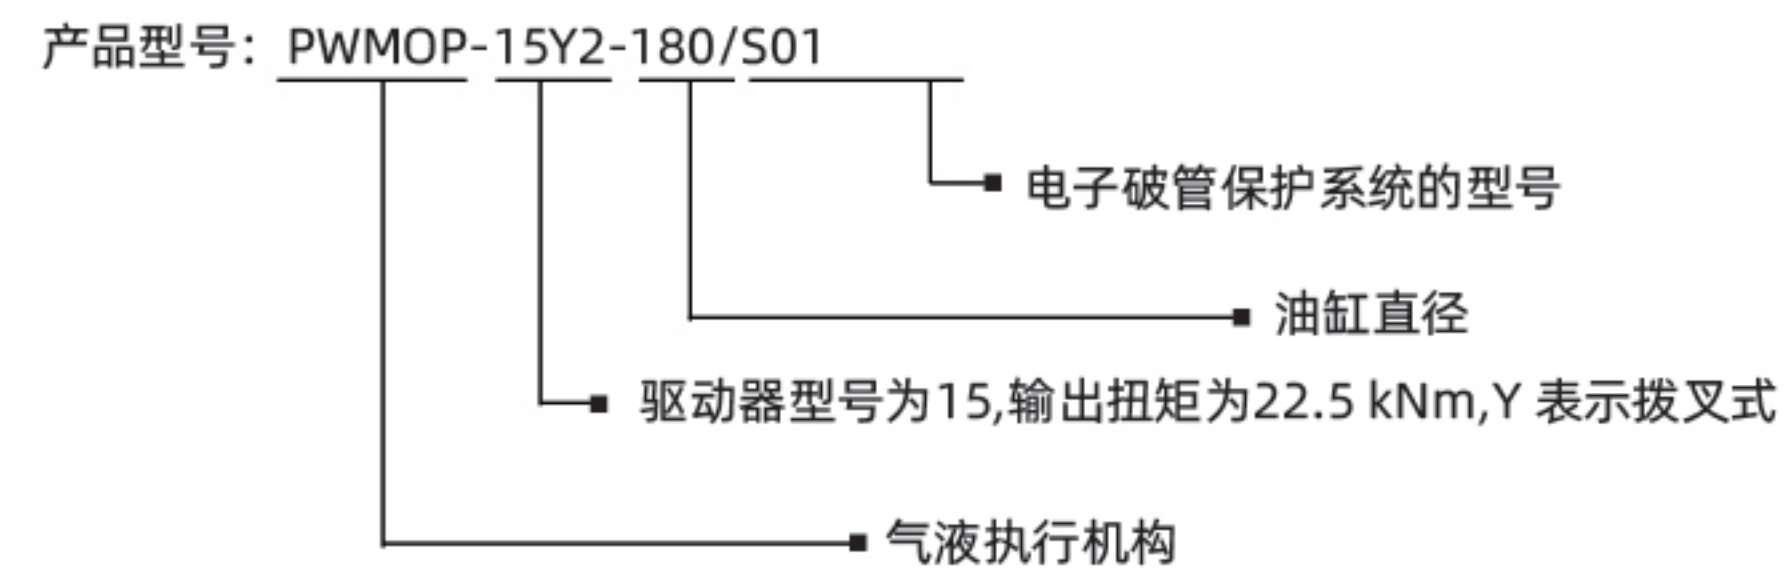 产品型号：PWMOP-15Y2-180/S01
电子破管保护系统的型号
油缸直径
驱动器型号为15,输出扭矩为22.5 kNm,Y 表示拨叉式
气液执行机构